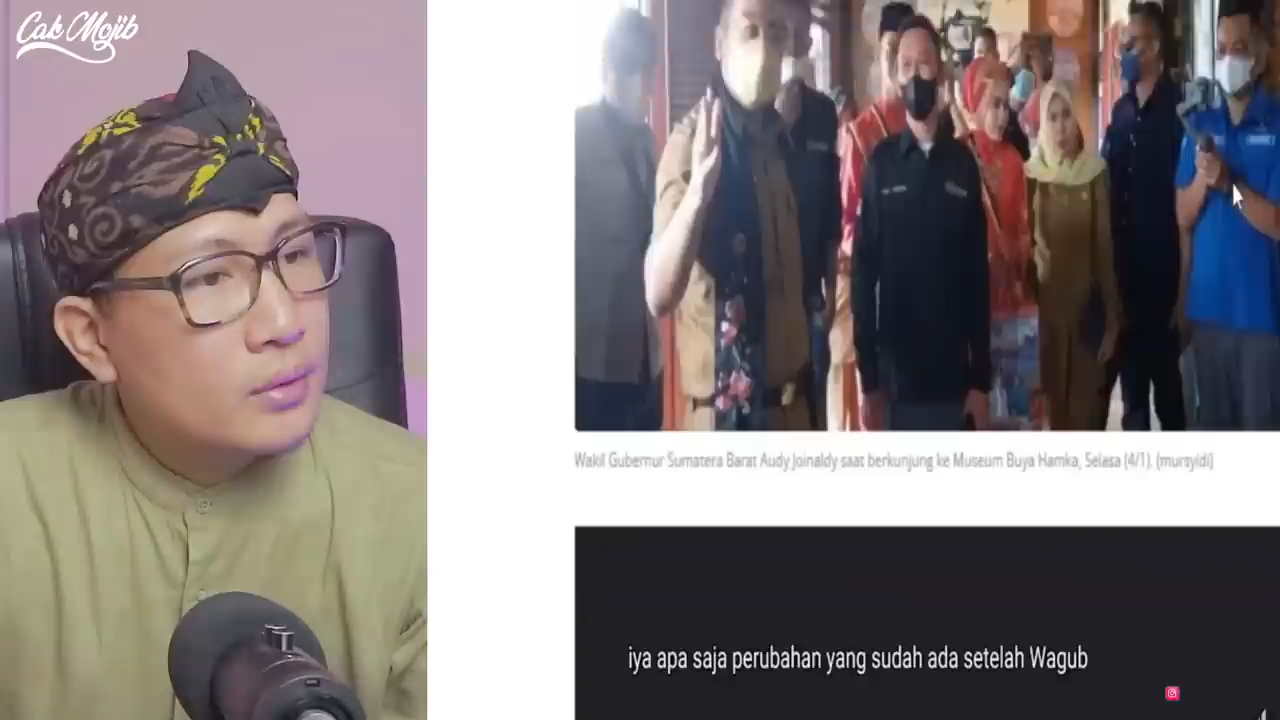 Cak Mojib
Wakil Gubernur Sumatera Barat Audy Joinaldy saat berkunjung ke Museum Buya Hamka, Selasa (4/1). (mursyidi)
iya apa saja perubahan yang sudah ada setelah Wagub